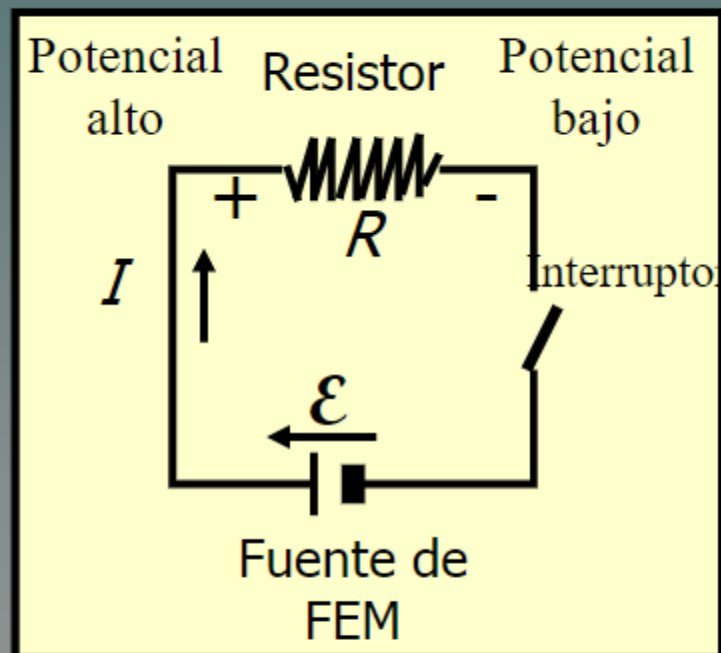 Potencial
alto
Resistor
Potencial
bajo
+
-
R
I
Interruptor
ℰ
Fuente de
FEM